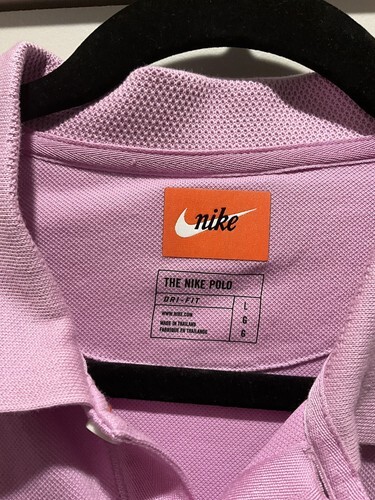 nike
THE NIKE POLO
DRI-FIT
L
G
G
WWW.NIKE.COM
MADE IN THAILAND
FABRIQUÉ EN THAÏLANDE